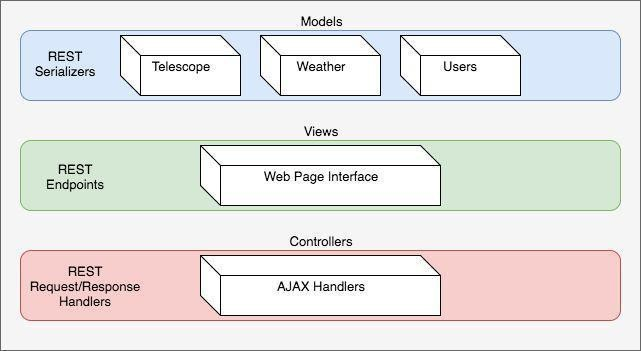 Models
REST
Serializers
Telescope
Weather
Users
Views
REST
Endpoints
Web Page Interface
Controllers
REST
Request/Response
Handlers
AJAX Handlers